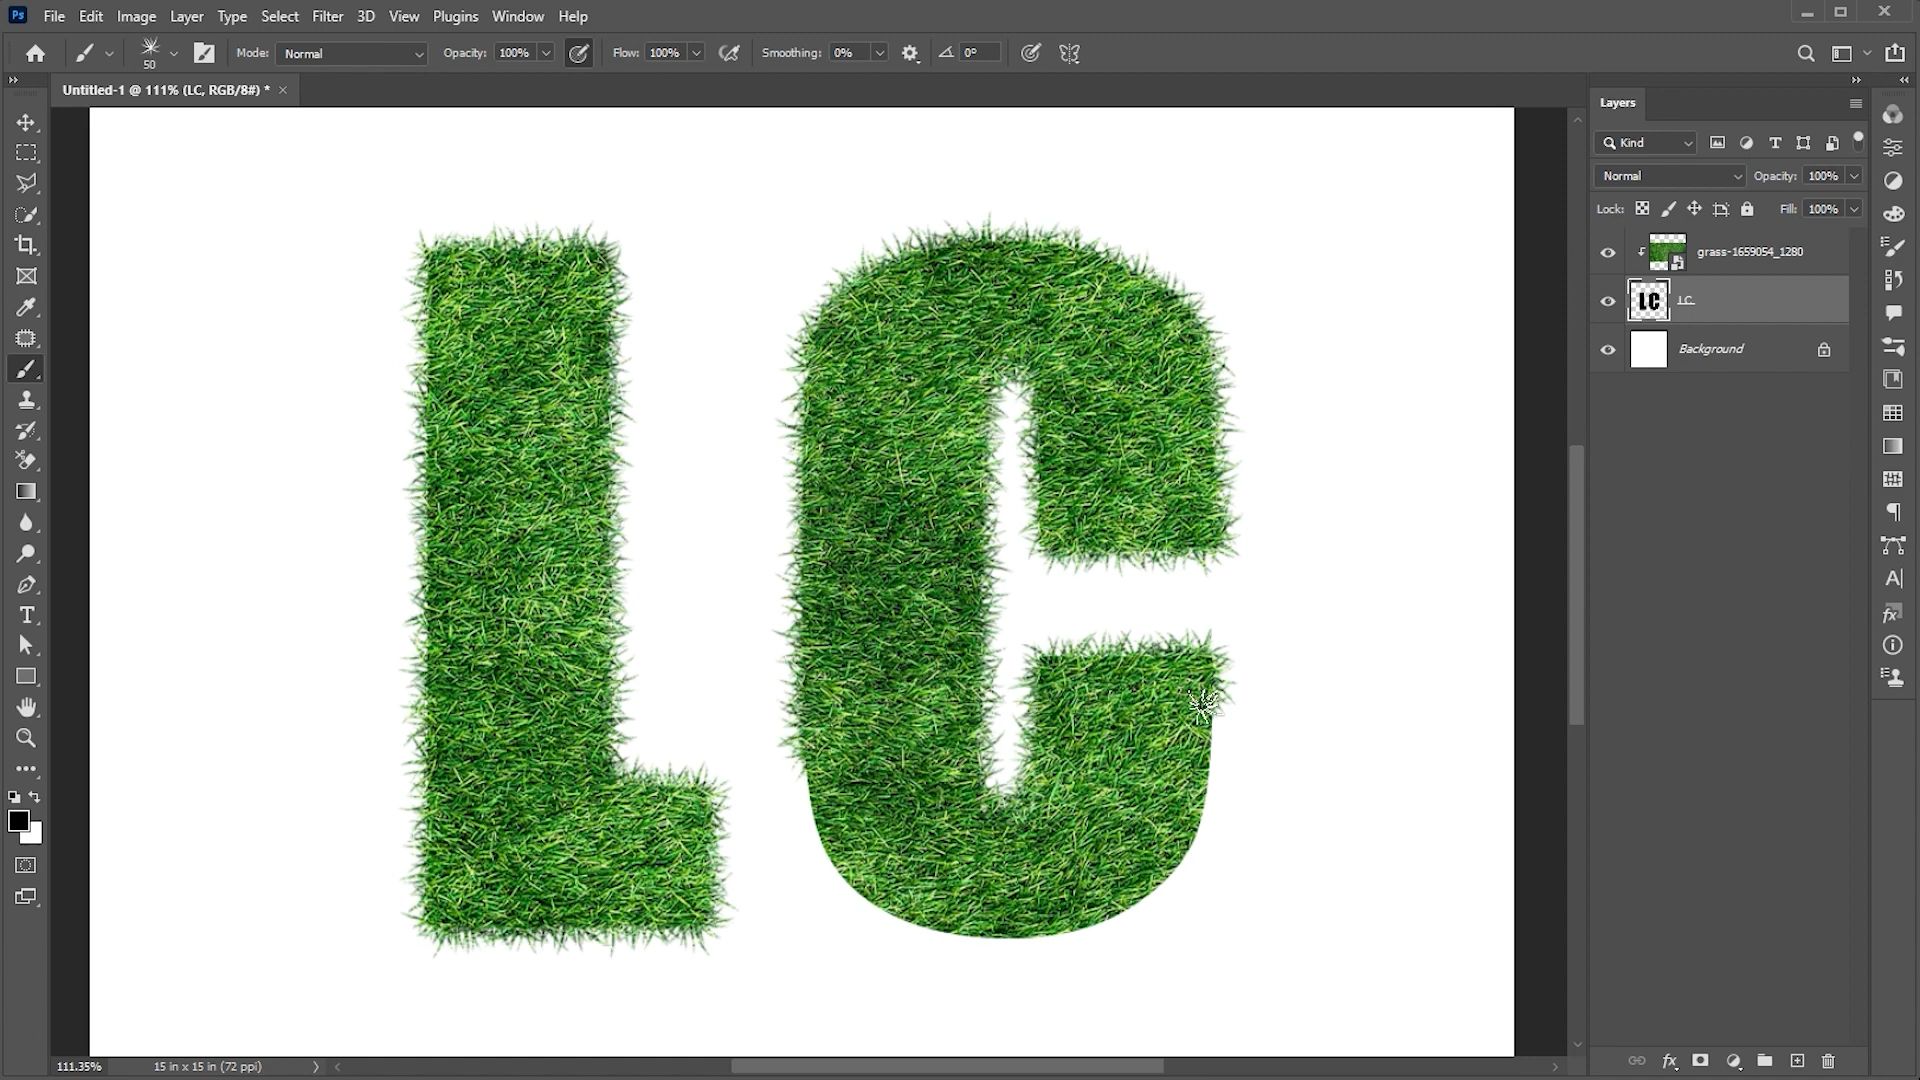 Ps File Edit Image Layer Type Select Filter 3D View Plugins Window Help
50 Mode: Normal Opacity: 100% Flow: 100% Smoothing: 0% 0°
Untitled-1 @ 111% (LC, RGB/8#) *
Layers
Kind
Normal Opacity: 100%
Lock: Fill: 100%
grass-1659054_1280
LC
LC
Background
LC
111.35% 15 in x 15 in (72 ppi)